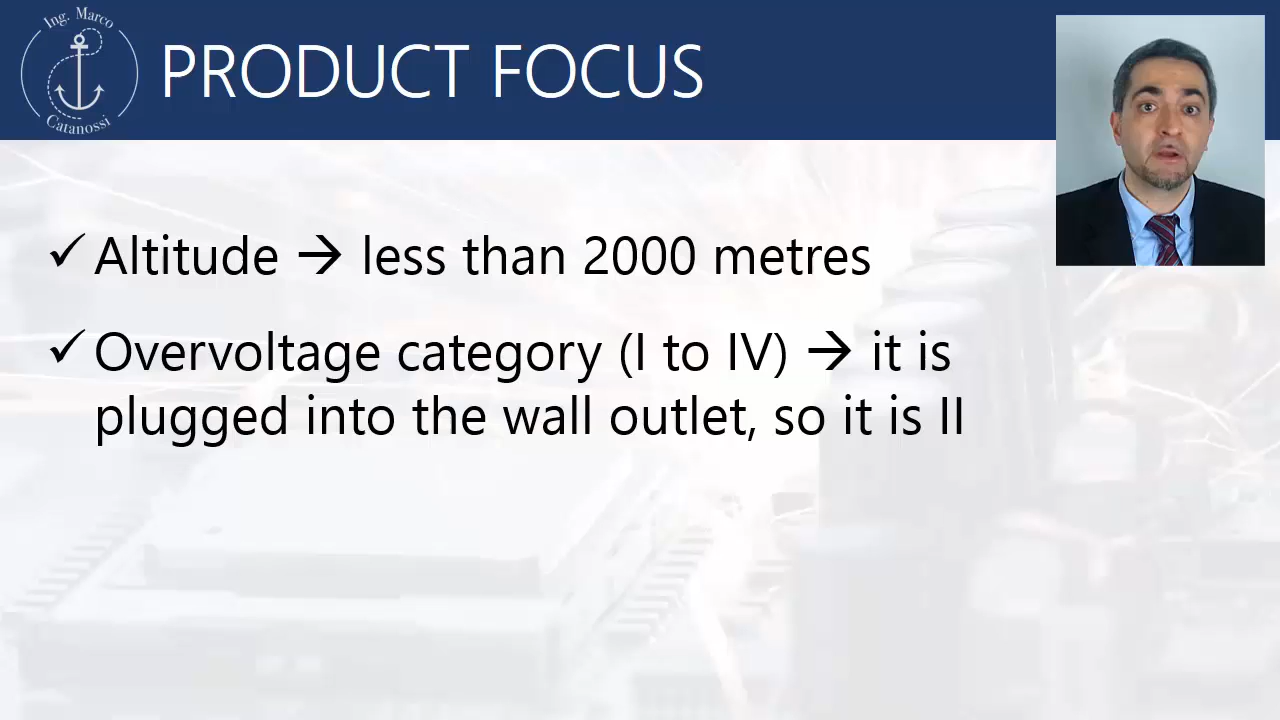 Ing. Marco
Catanossi
PRODUCT FOCUS
✓ Altitude → less than 2000 metres
✓ Overvoltage category (I to IV) → it is
plugged into the wall outlet, so it is II